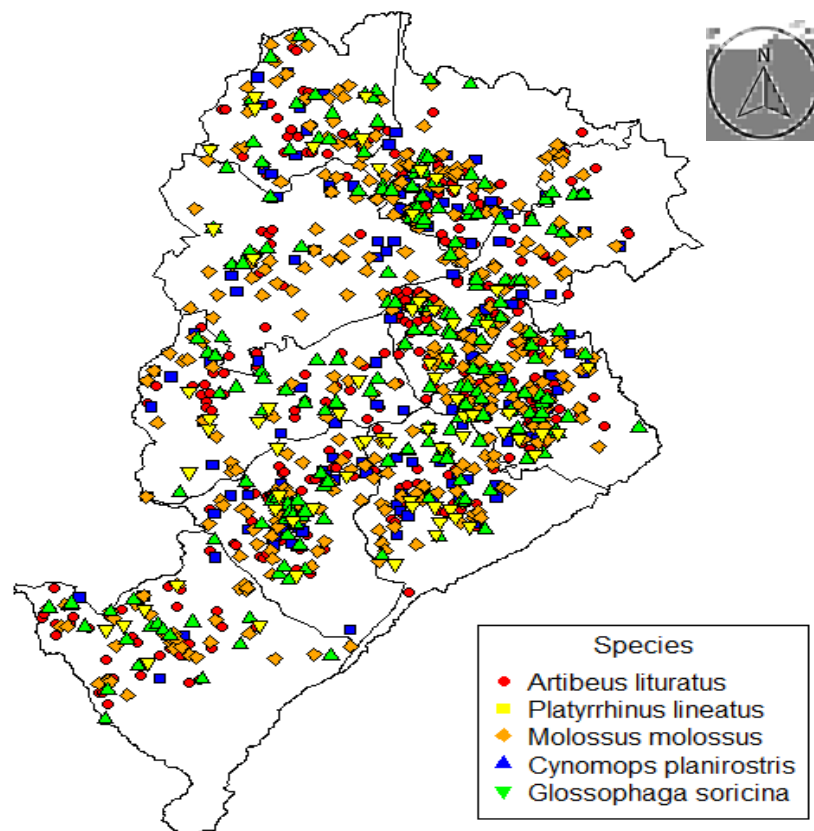 N
Species
Artibeus lituratus
Platyrrhinus lineatus
Molossus molossus
Cynomops planirostris
Glossophaga soricina